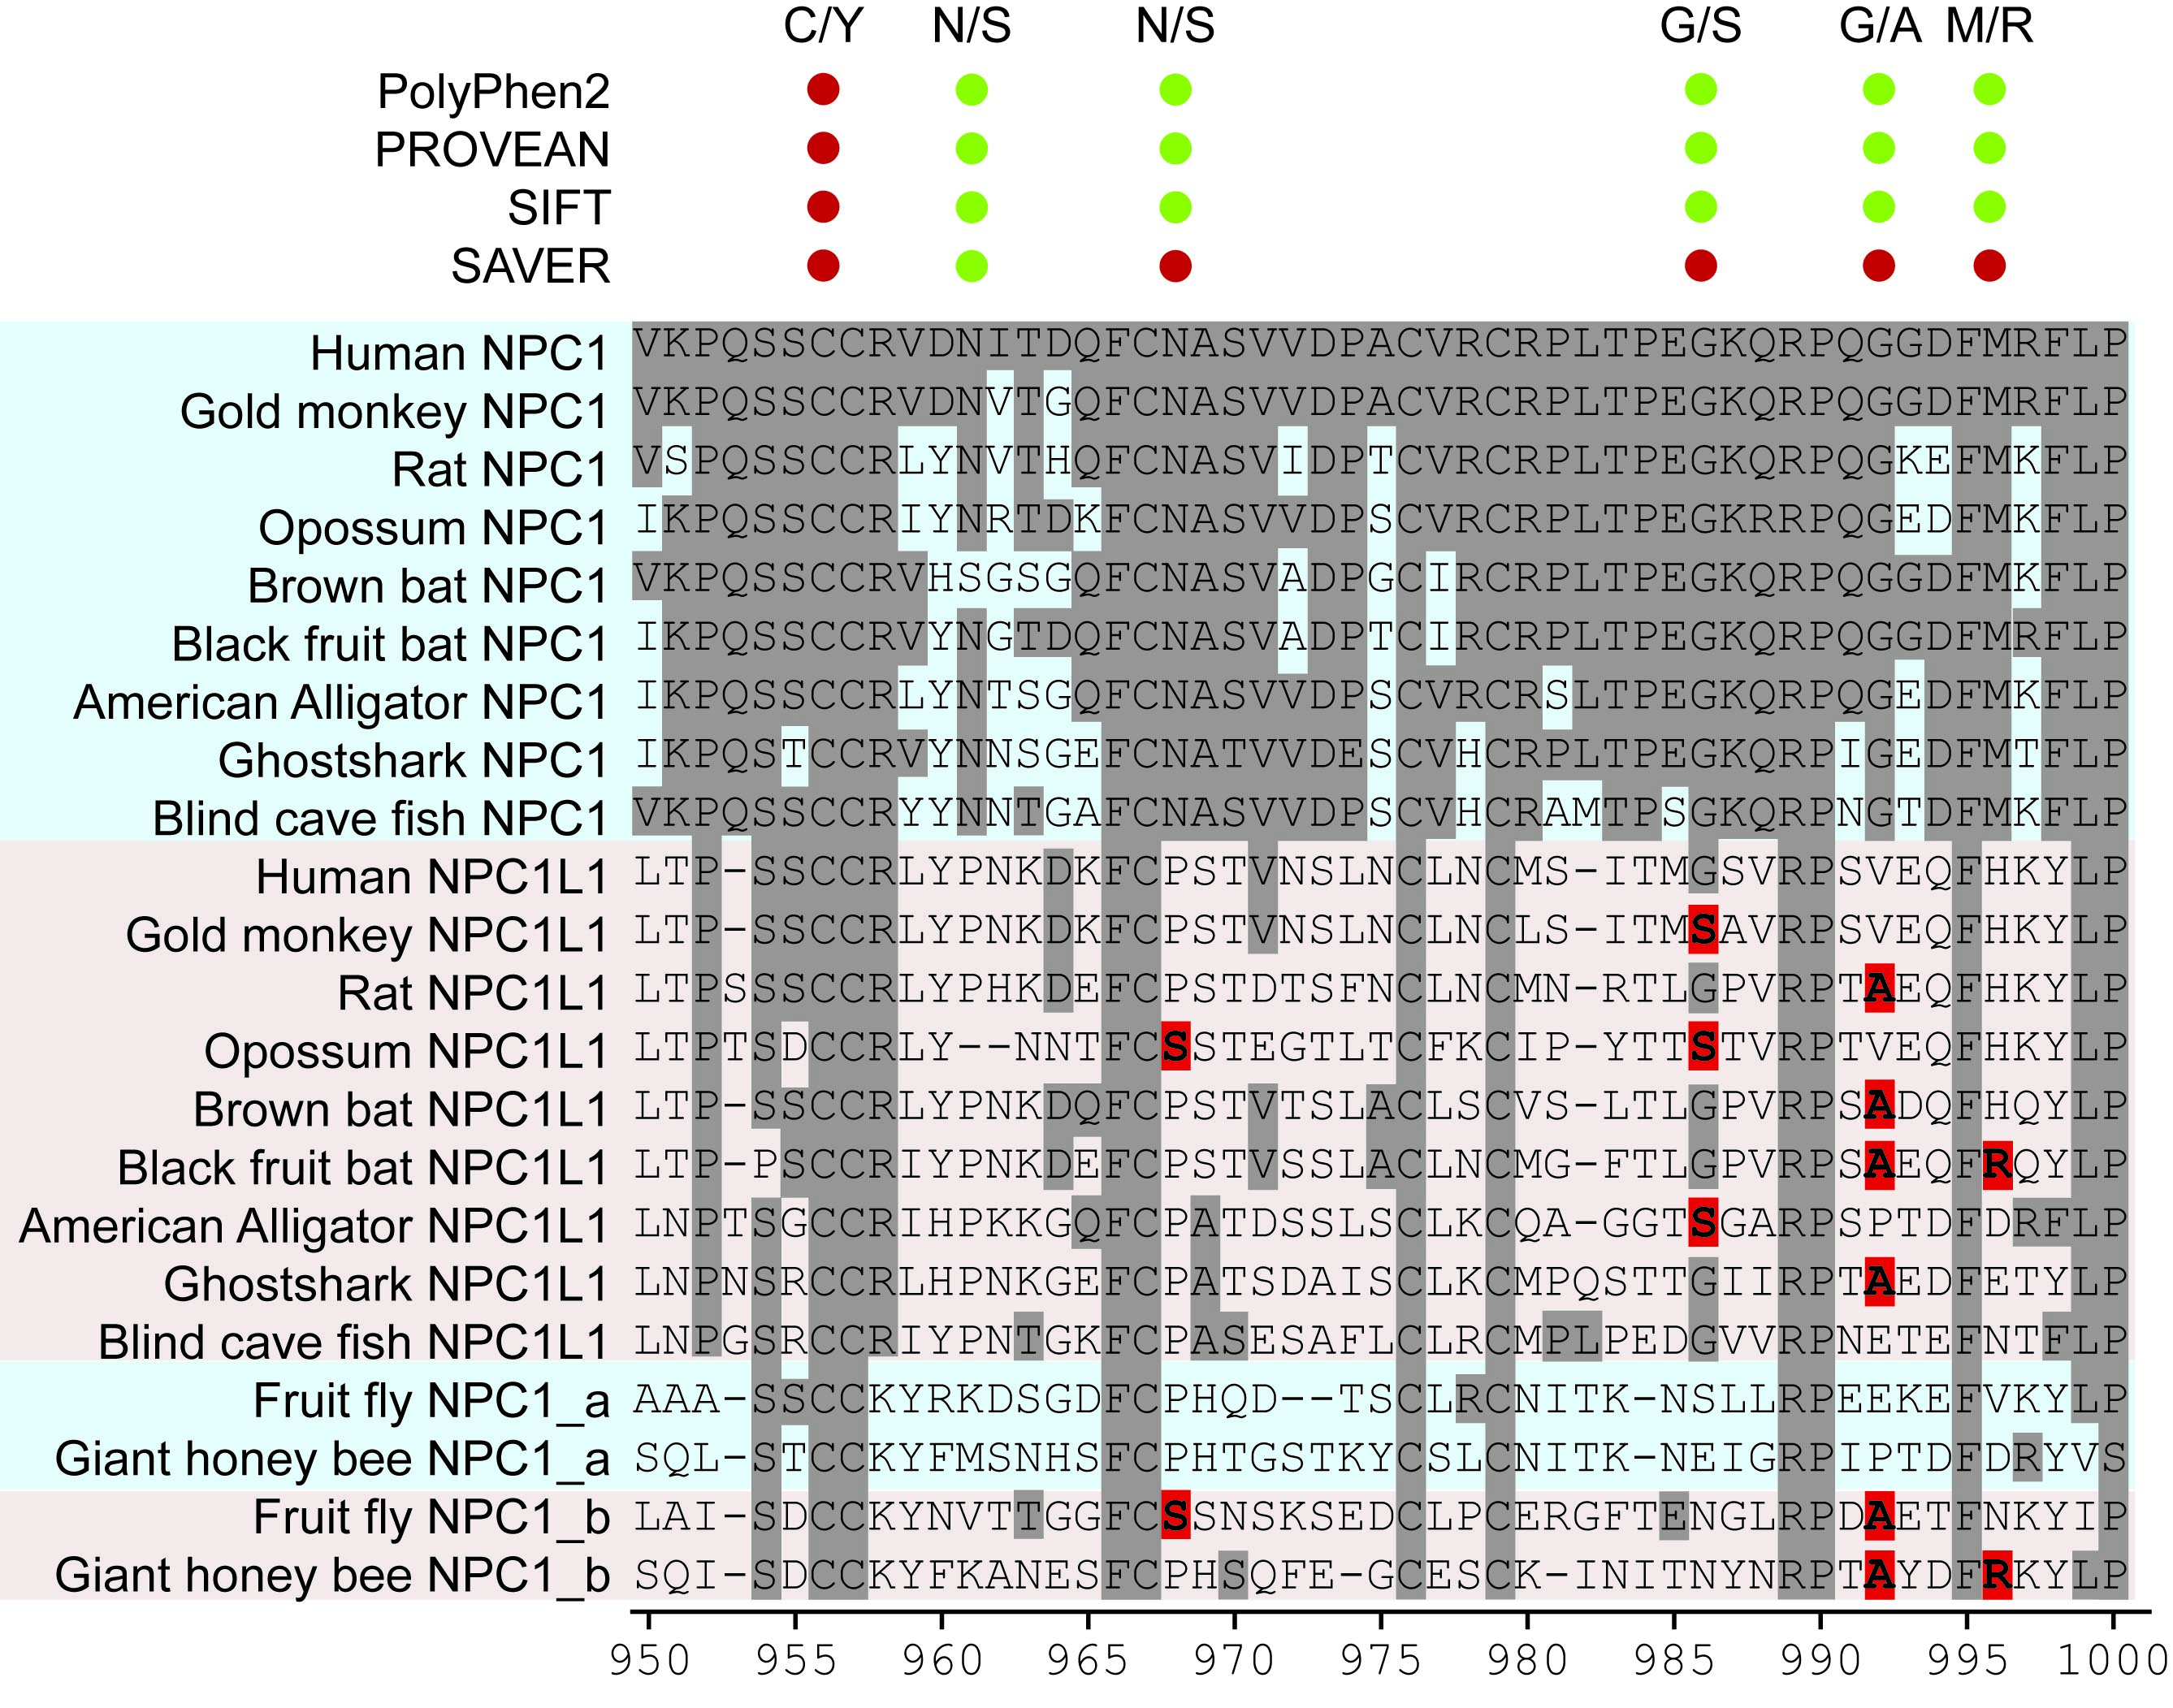 C/Y N/S N/S G/S G/A M/R
PolyPhen2
PROVEAN
SIFT
SAVER
Human NPC1 VKPQSSCCRVDNITDQFCNASVVDPACVRCRPLTPEGKQRPQGGDFMRFLP
Gold monkey NPC1 VKPQSSCCRVDNVTGQFCNASVVDPACVRCRPLTPEGKQRPQGGDFMRFLP
Rat NPC1 VSPQSSCCRLYNVTHQFCNASVIDPTCVRCRPLTPEGKQRPQGKEFMKFLP
Opossum NPC1 IKPQSSCCRIYNRTDKFCNASVVDPSCVRCRPLTPEGKRRPQGEDFMKFLP
Brown bat NPC1 VKPQSSCCRVHSGSGQFCNASVADPGCIRCRPLTPEGKQRPQGGDFMKFLP
Black fruit bat NPC1 IKPQSSCCRVYNGTDQFCNASVADPTCIRCRPLTPEGKQRPQGGDFMRFLP
American Alligator NPC1 IKPQSSCCRLYNTSGQFCNASVVDPSCVRCRSLTPEGKQRPQGEDFMKFLP
Ghostshark NPC1 IKPQSTCCRVYNNSGEFCNATVVDESCVHCRPLTPEGKQRPIGEDFMTFLP
Blind cave fish NPC1 VKPQSSCCRYYNNTGAFCNASVVDPSCVHCRAMTPSGKQRPNGTDFMKFLP
Human NPC1L1 LTP-SSCCRLYPNKDKFCPSTVNSLNCLNCMS-ITMGSVRPSVEQFHKYLP
Gold monkey NPC1L1 LTP-SSCCRLYPNKDKFCPSTVNSLNCLNCLS-ITMSAVRPSVEQFHKYLP
Rat NPC1L1 LTPSSSCCRLYPHKDEFCPSTDTSFNCLNCMN-RTLGPVRPTAEQFHKYLP
Opossum NPC1L1 LTPTSDCCRLY--NNTFCSSTEGTLTCFKCIP-YTTSTVRPTVEQFHKYLP
Brown bat NPC1L1 LTP-SSCCRLYPNKDQFCPSTVTSLACLSCVS-LTLGPVRPSADQFHQYLP
Black fruit bat NPC1L1 LTP-PSCCRIYPNKDEFCPSTVSSLACLNCMG-FTLGPVRPSAEQFRQYLP
American Alligator NPC1L1 LNPTSGCCRIHPKKGQFCPATDSSLSCLKCQA-GGTSGARPSPTDFDRFLP
Ghostshark NPC1L1 LNPNSRCCRLHPNKGEFCPATSDAISCLKCMPQSTTGIIRPTAEDFETYLP
Blind cave fish NPC1L1 LNPGSRCCRIYPNTGKFCPASESAFLCLRCMPLPEDGVVRPNETEFNTFLP
Fruit fly NPC1_a AAA-SSCCKYRKDSGDFCPHQD--TSCLRCNITK-NSLLRPEEKEFVKYLP
Giant honey bee NPC1_a SQL-STCCKYFMSNHSFCPHTGSTKYCSLCNITK-NEIGRPIPTDFDRYVS
Fruit fly NPC1_b LAI-SDCCKYNVTTTGGFCSSNSKSEDCLPCERGFTENGLRPDAETFNKYIP
Giant honey bee NPC1_b SQI-SDCCKYFKANESFCPHSQFE-GCESCK-INITNYNRPTAYDFRKYLP
950 955 960 965 970 975 980 985 990 995 1000